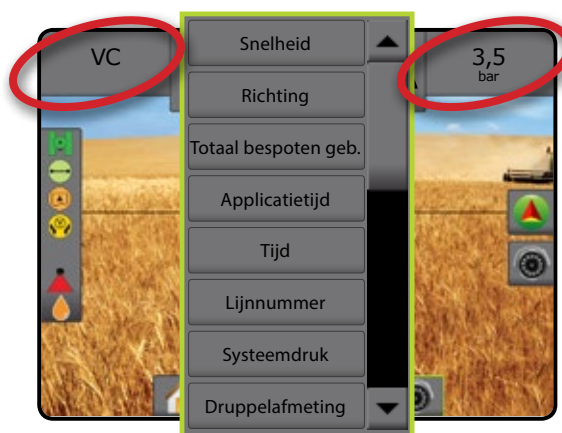 VC
Snelheid
Richting
Totaal bespoten geb.
Applicatietijd
Tijd
Lijnnummer
Systeemdruk
Druppelafmeting
3,5
bar